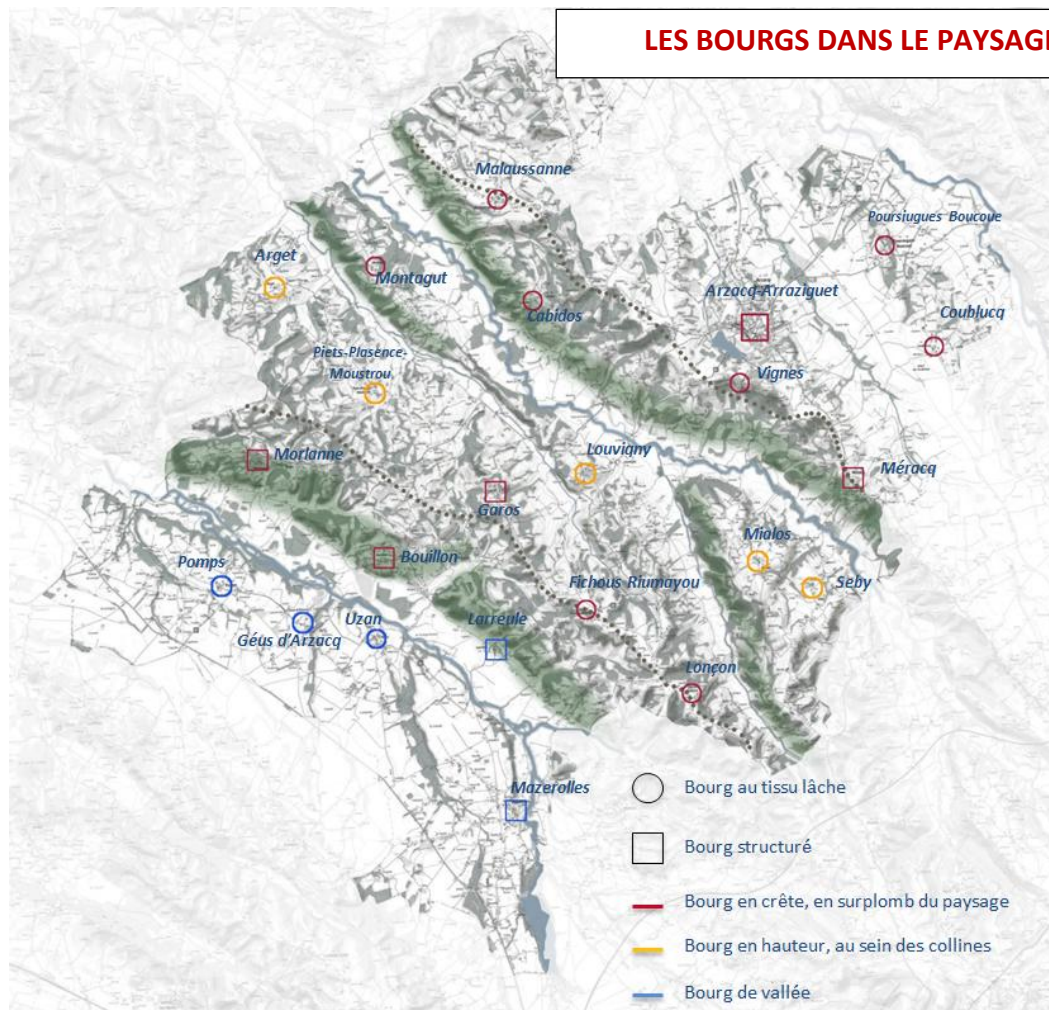 LES BOURGS DANS LE PAYSAGE
Malaussanne
Poursiugues Boucoue
Arget
Montagut
Arzacq-Arraziguet
Cabidos
Coublucq
Piets-Plasence-
Moustrou
Vignes
Morlanne
Louvigny
Méracq
Garos
Bouillon
Mialos
Pomps
Seby
Fichous Riumayou
Uzan
Larreule
Géus d'Arzacq
Lonçon
Mazerolles
Bourg au tissu lâche
Bourg structuré
Bourg en crête, en surplomb du paysage
Bourg en hauteur, au sein des collines
Bourg de vallée